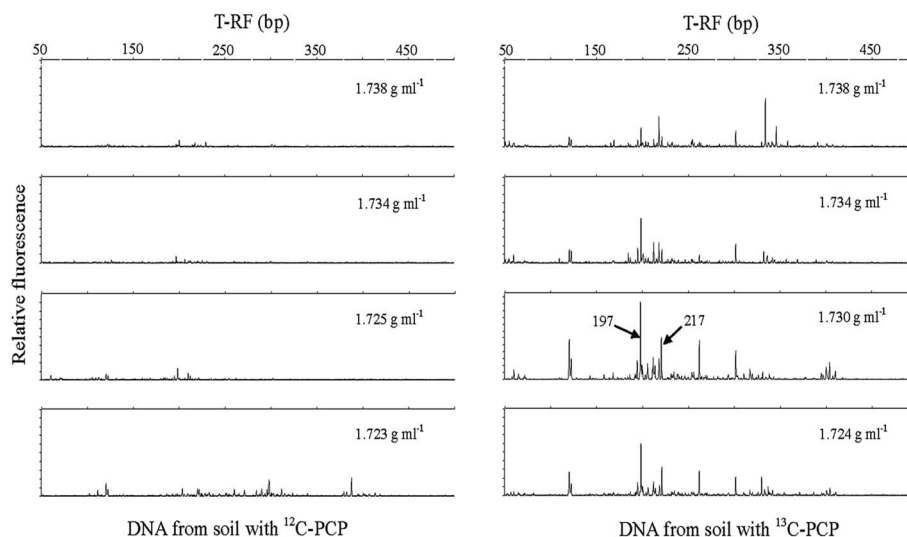 T-RF (bp)
50 150 250 350 450
1.738 g ml⁻¹
1.734 g ml⁻¹
1.725 g ml⁻¹
1.723 g ml⁻¹
Relative fluorescence
DNA from soil with ¹²C-PCP
T-RF (bp)
50 150 250 350 450
1.738 g ml⁻¹
1.734 g ml⁻¹
197 217
1.730 g ml⁻¹
1.724 g ml⁻¹
DNA from soil with ¹³C-PCP